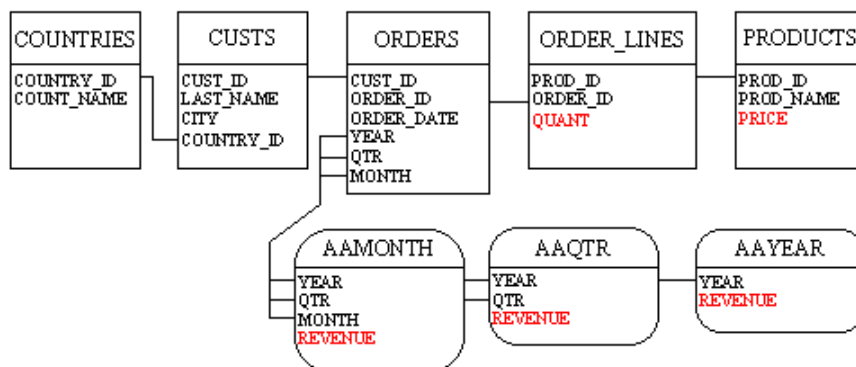 COUNTRIES
COUNTRY_ID
COUNT_NAME
CUSTS
CUST_ID
LAST_NAME
CITY
COUNTRY_ID
ORDERS
CUST_ID
ORDER_ID
ORDER_DATE
YEAR
QTR
MONTH
ORDER_LINES
PROD_ID
ORDER_ID
QUANT
PRODUCTS
PROD_ID
PROD_NAME
PRICE
AAMONTH
YEAR
QTR
MONTH
REVENUE
AAQTR
YEAR
QTR
REVENUE
AAYEAR
YEAR
REVENUE